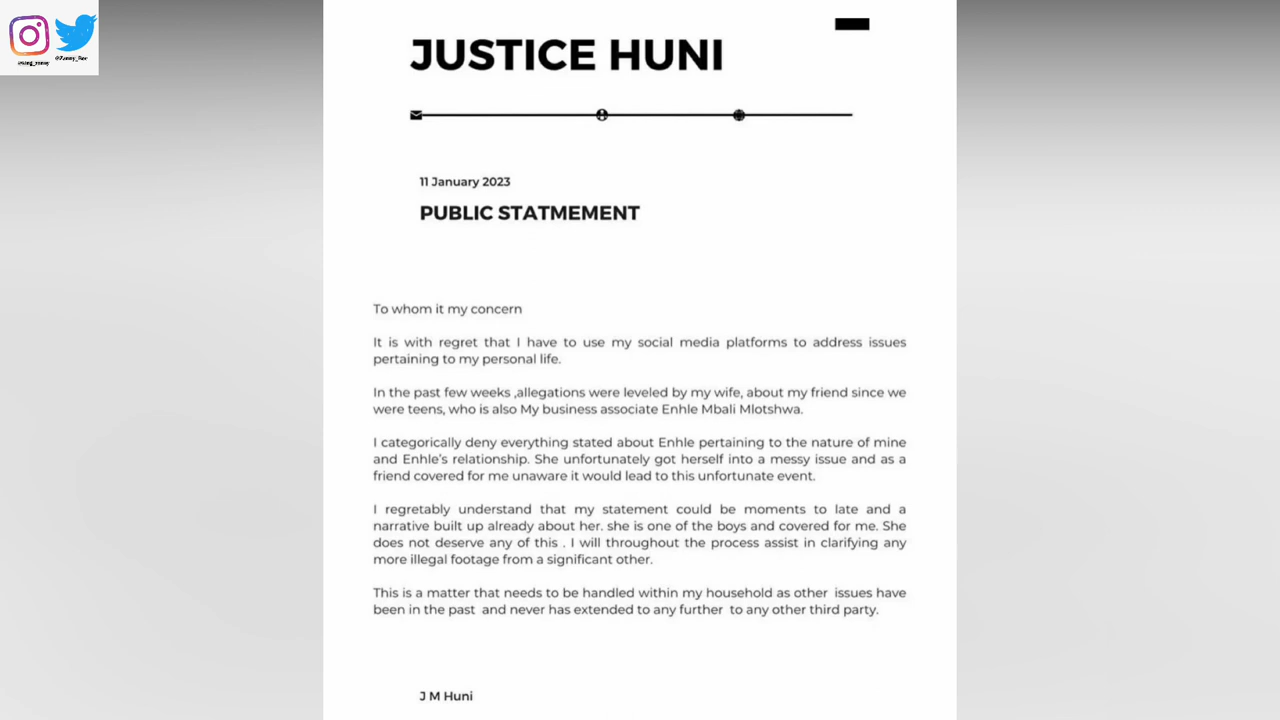 @Zanny_Bee
JUSTICE HUNI
11 January 2023
PUBLIC STATMEMENT
To whom it my concern
It is with regret that I have to use my social media platforms to address issues
pertaining to my personal life.
In the past few weeks ,allegations were leveled by my wife, about my friend since we
were teens, who is also My business associate Enhle Mbali Mlotshwa.
I categorically deny everything stated about Enhle pertaining to the nature of mine
and Enhle's relationship. She unfortunately got herself into a messy issue and as a
friend covered for me unaware it would lead to this unfortunate event.
I regretably understand that my statement could be moments to late and a
narrative built up already about her. she is one of the boys and covered for me. She
does not deserve any of this . I will throughout the process assist in clarifying any
more illegal footage from a significant other.
This is a matter that needs to be handled within my household as other issues have
been in the past and never has extended to any further to any other third party.
J M Huni